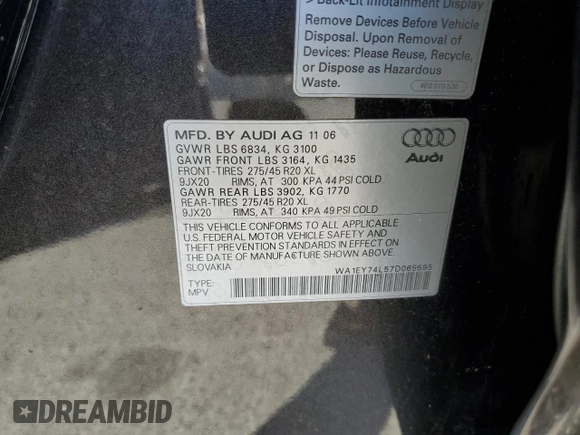 > Back-Lit Infotainment Display
Remove Devices Before Vehicle
Disposal. Upon Removal of
Devices: Please Reuse, Recycle,
or Dispose as Hazardous
Waste.
4E0 010 530
MFD. BY AUDI AG 11 06
GVWR LBS 6834, KG 3100
GAWR FRONT LBS 3164, KG 1435
FRONT-TIRES 275/45 R20 XL
9JX20 RIMS, AT 300 KPA 44 PSI COLD
GAWR REAR LBS 3902, KG 1770
REAR-TIRES 275/45 R20 XL
9JX20 RIMS, AT 340 KPA 49 PSI COLD
Audi
THIS VEHICLE CONFORMS TO ALL APPLICABLE
U.S. FEDERAL MOTOR VEHICLE SAFETY AND
THEFT PREVENTION STANDARDS IN EFFECT ON
THE DATE OF MANUFACTURE SHOWN ABOVE.
SLOVAKIA
WA1EY74L57D065595
TYPE:
MPV
DREAMBID